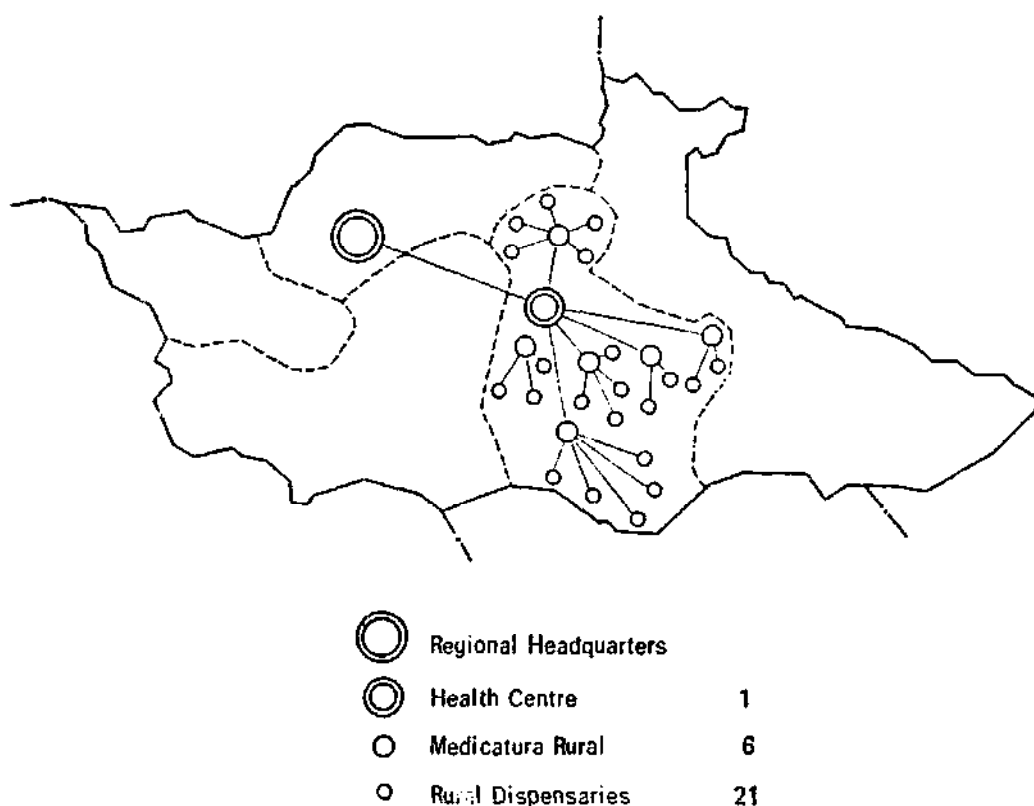 Regional Headquarters
Health Centre 1
Medicatura Rural 6
Rural Dispensaries 21